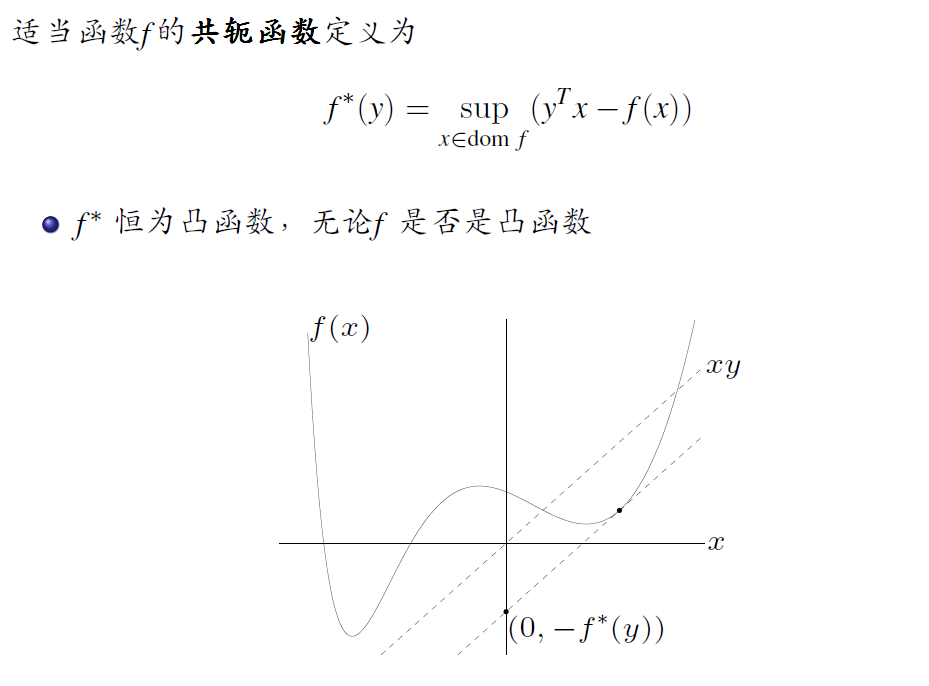 适当函数f的共轭函数定义为
f*(y) = sup (yᵀx − f(x))
x∈dom f
f* 恒为凸函数，无论f 是否是凸函数
f(x)
xy
x
(0, −f*(y))